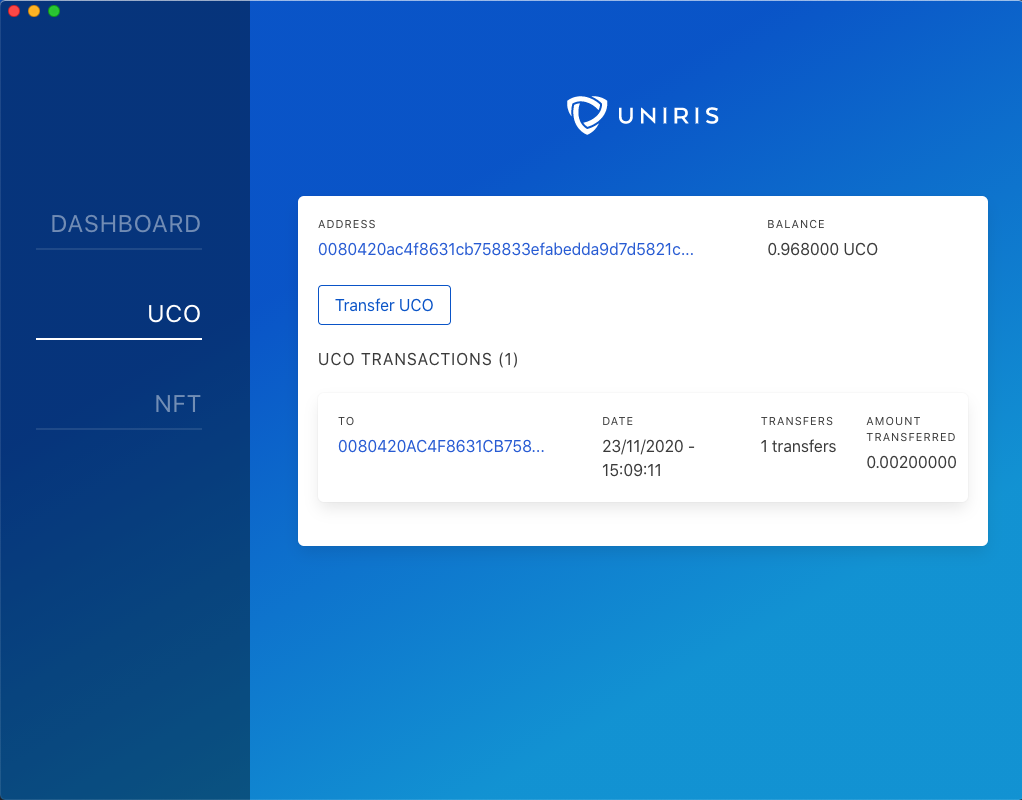 DASHBOARD
UCO
NFT
UNIRIS
ADDRESS
0080420ac4f8631cb758833efabedda9d7d5821c...
BALANCE
0.968000 UCO
Transfer UCO
UCO TRANSACTIONS (1)
TO
0080420AC4F8631CB758...
DATE
23/11/2020 -
15:09:11
TRANSFERS
1 transfers
AMOUNT
TRANSFERRED
0.00200000